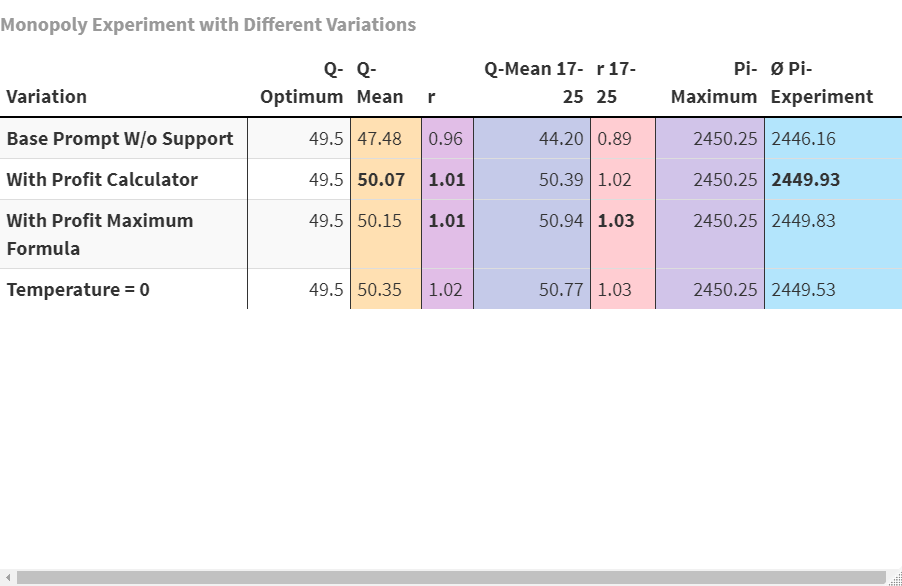 Monopoly Experiment with Different Variations
Variation Q-Optimum Q-Mean r Q-Mean 17-25 r 17-25 Pi-Maximum Ø Pi-Experiment
Base Prompt W/o Support 49.5 47.48 0.96 44.20 0.89 2450.25 2446.16
With Profit Calculator 49.5 50.07 1.01 50.39 1.02 2450.25 2449.93
With Profit Maximum Formula 49.5 50.15 1.01 50.94 1.03 2450.25 2449.83
Temperature = 0 49.5 50.35 1.02 50.77 1.03 2450.25 2449.53